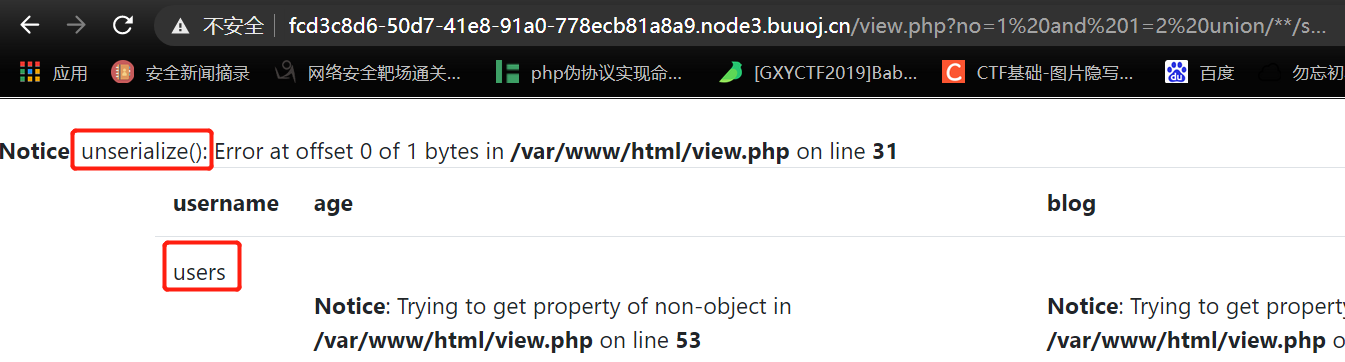 不安全 fcd3c8d6-50d7-41e8-91a0-778ecb81a8a9.node3.buuoj.cn/view.php?no=1%20and%201=2%20union/**/s...
应用 安全新闻摘录 网络安全靶场通关... php伪协议实现命... [GXYCTF2019]Bab... C CTF基础-图片隐写... 百度 勿忘初
Notice: unserialize(): Error at offset 0 of 1 bytes in /var/www/html/view.php on line 31
username age blog
users
Notice: Trying to get property of non-object in Notice: Trying to get property
/var/www/html/view.php on line 53 /var/www/html/view.php o